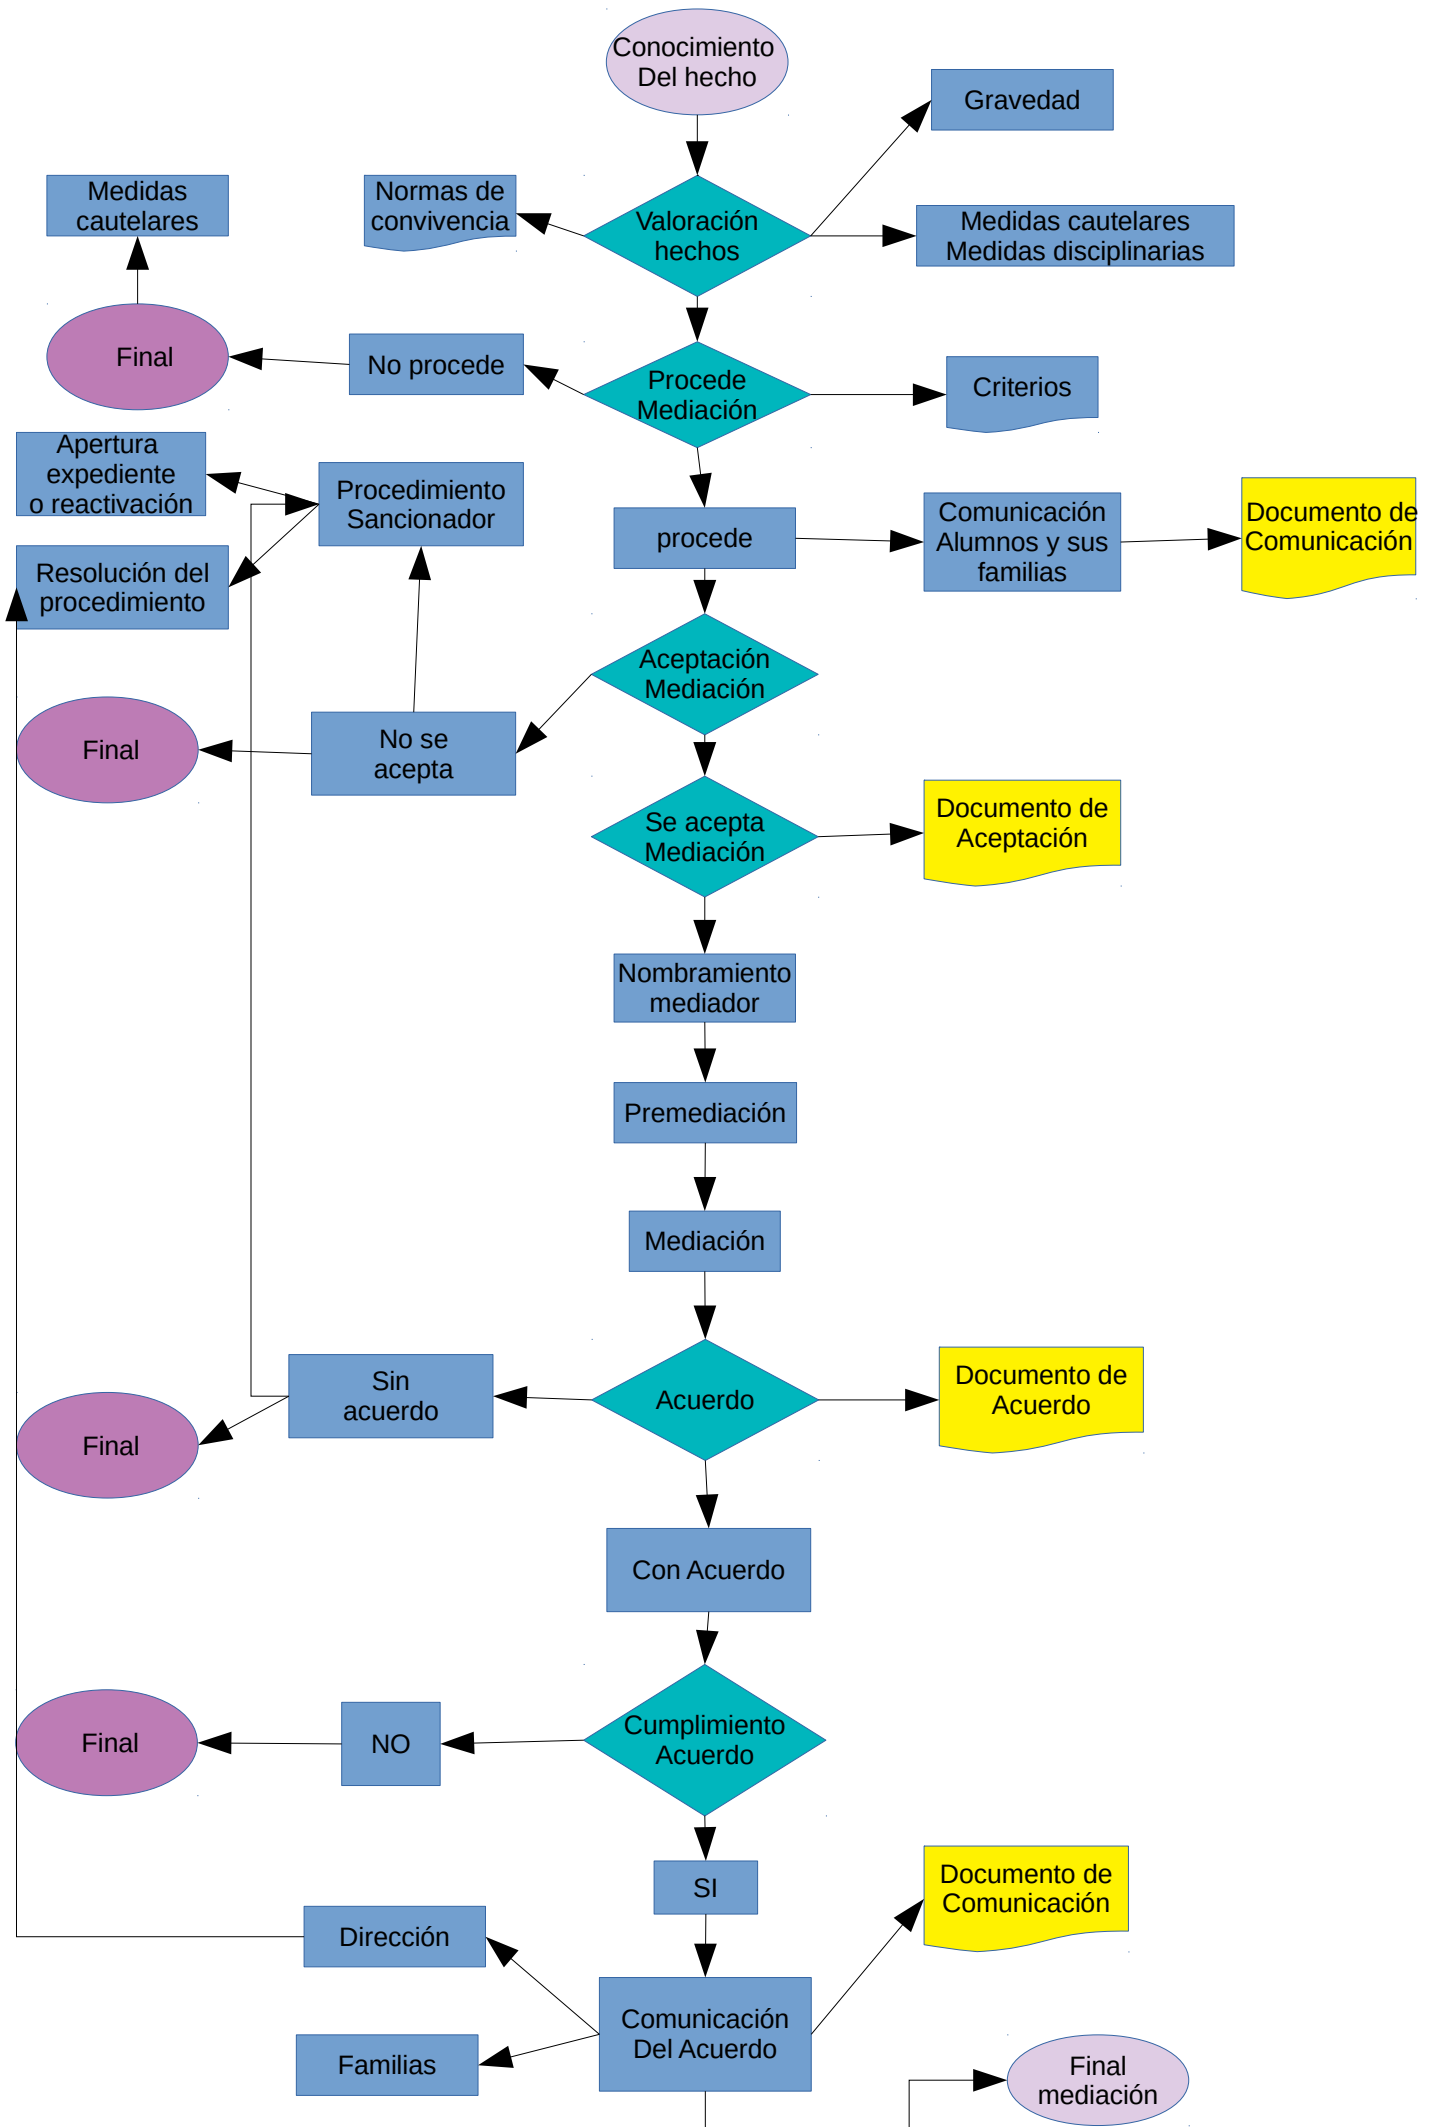 Conocimiento
Del hecho
Gravedad
Medidas
cautelares
Normas de
convivencia
Valoración
hechos
Medidas cautelares
Medidas disciplinarias
Final
No procede
Procede
Mediación
Criterios
Apertura
expediente
o reactivación
Procedimiento
Sancionador
procede
Comunicación
Alumnos y sus
familias
Documento de
Comunicación
Resolución del
procedimiento
Aceptación
Mediación
Final
No se
acepta
Se acepta
Mediación
Documento de
Aceptación
Nombramiento
mediador
Premediación
Mediación
Sin
acuerdo
Acuerdo
Documento de
Acuerdo
Final
Con Acuerdo
Final
NO
Cumplimiento
Acuerdo
SI
Documento de
Comunicación
Dirección
Comunicación
Del Acuerdo
Familias
Final
mediación